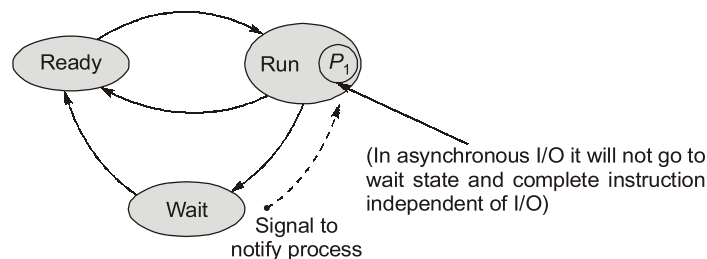 Ready
Run
P1
(In asynchronous I/O it will not go to
wait state and complete instruction
independent of I/O)
Wait
Signal to
notify process